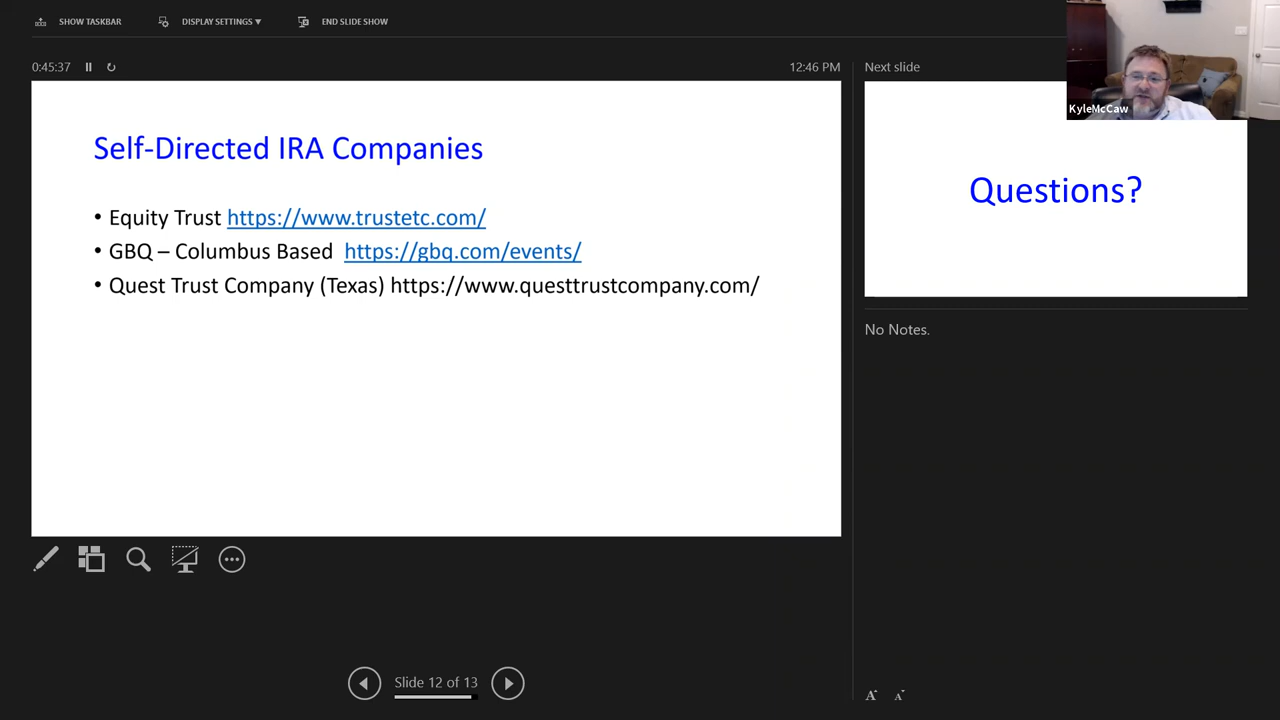 SHOW TASKBAR
DISPLAY SETTINGS ▼
END SLIDE SHOW
0:45:37
12:46 PM
Self-Directed IRA Companies
• Equity Trust https://www.trustetc.com/
• GBQ – Columbus Based https://gbq.com/events/
• Quest Trust Company (Texas) https://www.questtrustcompany.com/
Slide 12 of 13
Next slide
KyleMcCaw
Questions?
No Notes.
A A